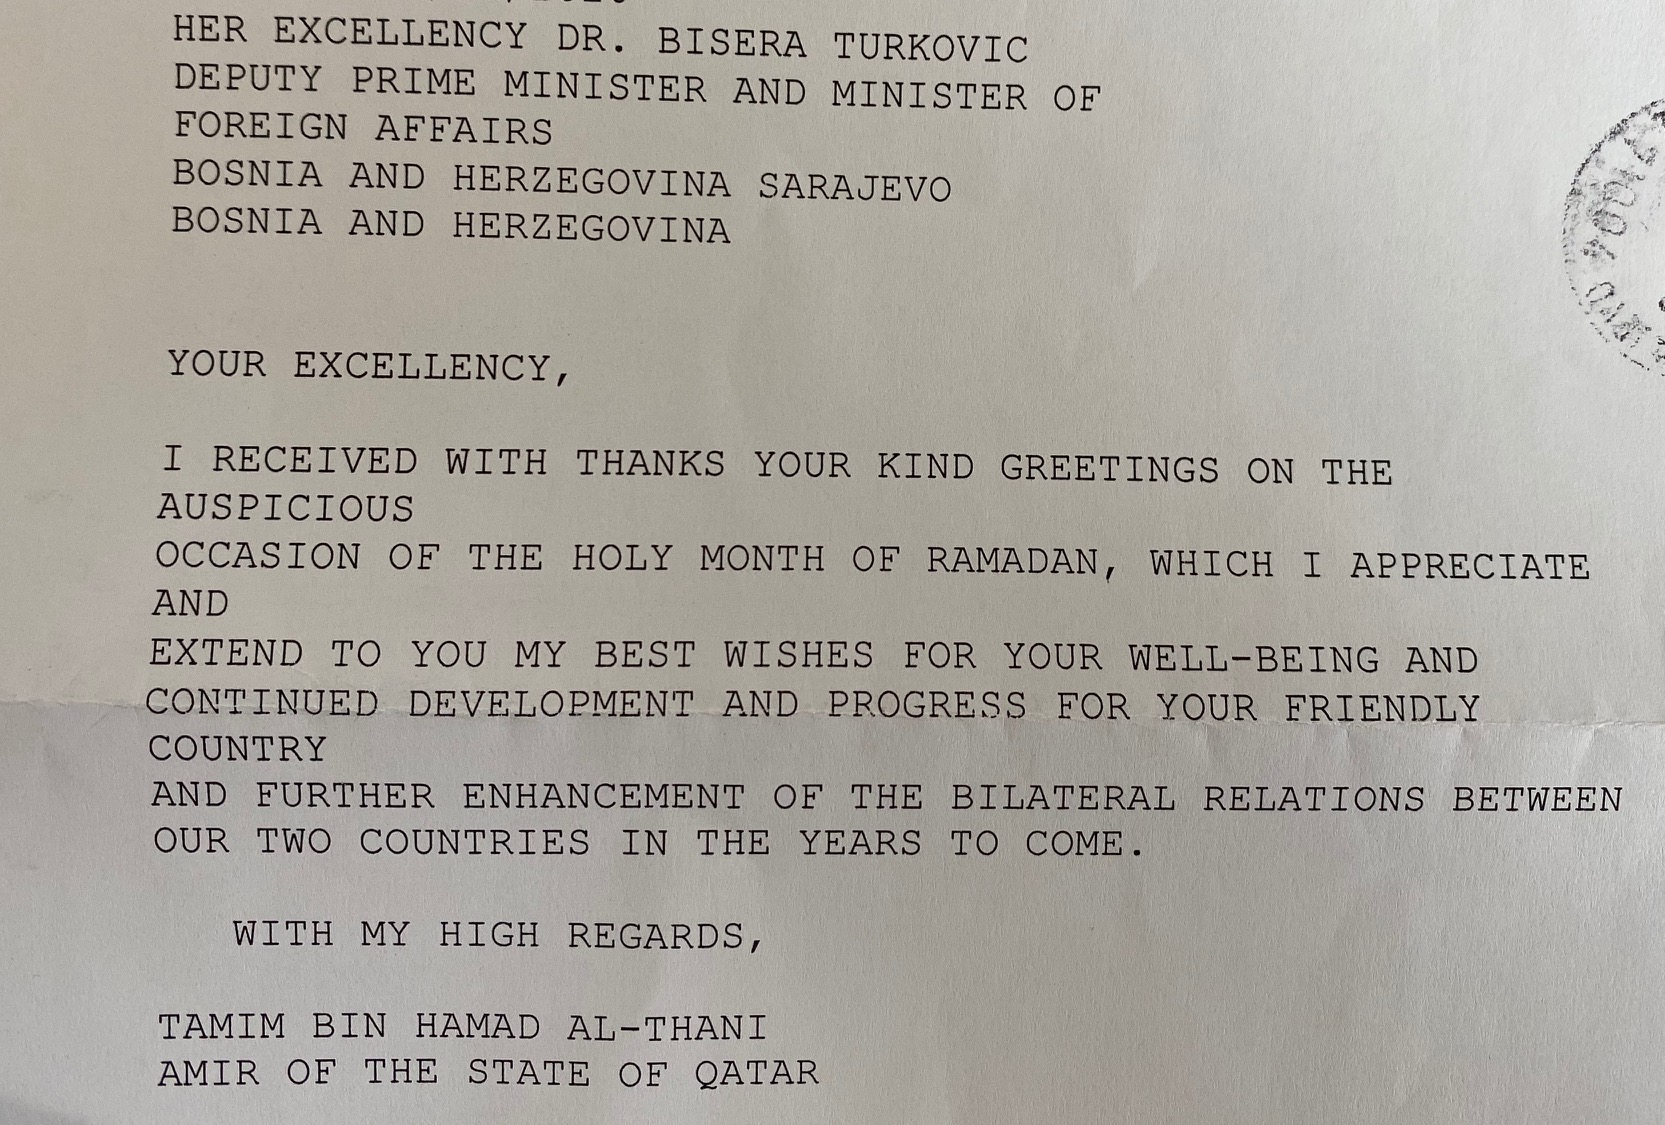 HER EXCELLENCY DR. BISERA TURKOVIC
DEPUTY PRIME MINISTER AND MINISTER OF
FOREIGN AFFAIRS
BOSNIA AND HERZEGOVINA SARAJEVO
BOSNIA AND HERZEGOVINA
YOUR EXCELLENCY,
I RECEIVED WITH THANKS YOUR KIND GREETINGS ON THE
AUSPICIOUS
OCCASION OF THE HOLY MONTH OF RAMADAN, WHICH I APPRECIATE
AND
EXTEND TO YOU MY BEST WISHES FOR YOUR WELL-BEING AND
CONTINUED DEVELOPMENT AND PROGRESS FOR YOUR FRIENDLY
COUNTRY
AND FURTHER ENHANCEMENT OF THE BILATERAL RELATIONS BETWEEN
OUR TWO COUNTRIES IN THE YEARS TO COME.
WITH MY HIGH REGARDS,
TAMIM BIN HAMAD AL-THANI
AMIR OF THE STATE OF QATAR